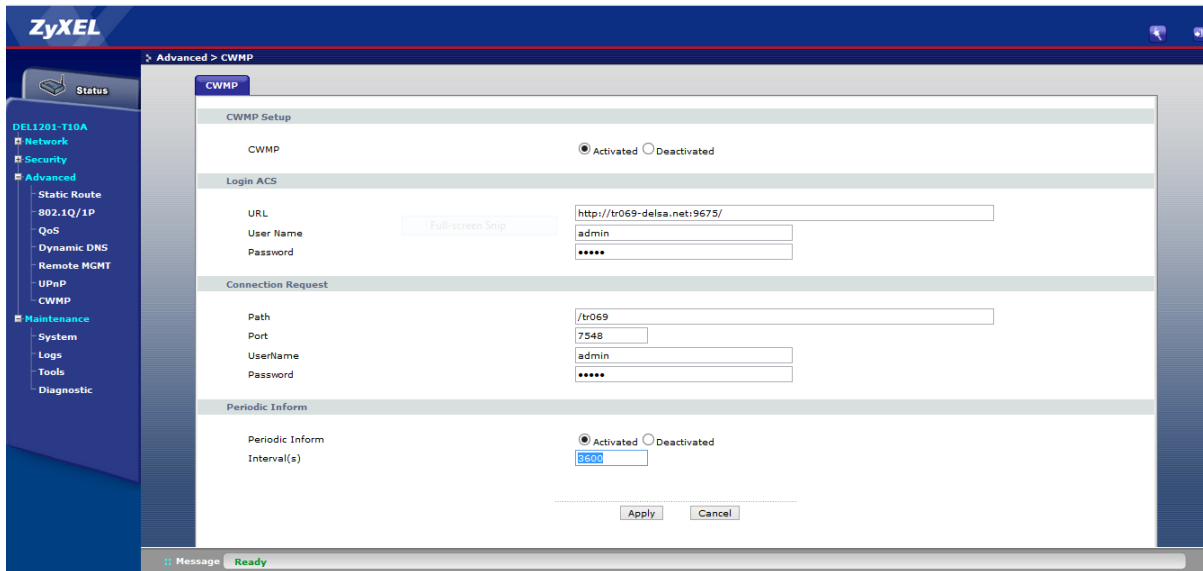 ZyXEL
Advanced > CWMP
Status
DEL1201-T10A
Network
Security
Advanced
Static Route
802.1Q/1P
QoS
Dynamic DNS
Remote MGMT
UPnP
CWMP
Maintenance
System
Logs
Tools
Diagnostic
CWMP
CWMP Setup
CWMP Activated Deactivated
Login ACS
URL http://tr069-delsa.net:9675/
Full-screen Snip
User Name admin
Password •••••
Connection Request
Path /tr069
Port 7548
UserName admin
Password •••••
Periodic Inform
Periodic Inform Activated Deactivated
Interval(s) 3600
Apply Cancel
:: Message Ready